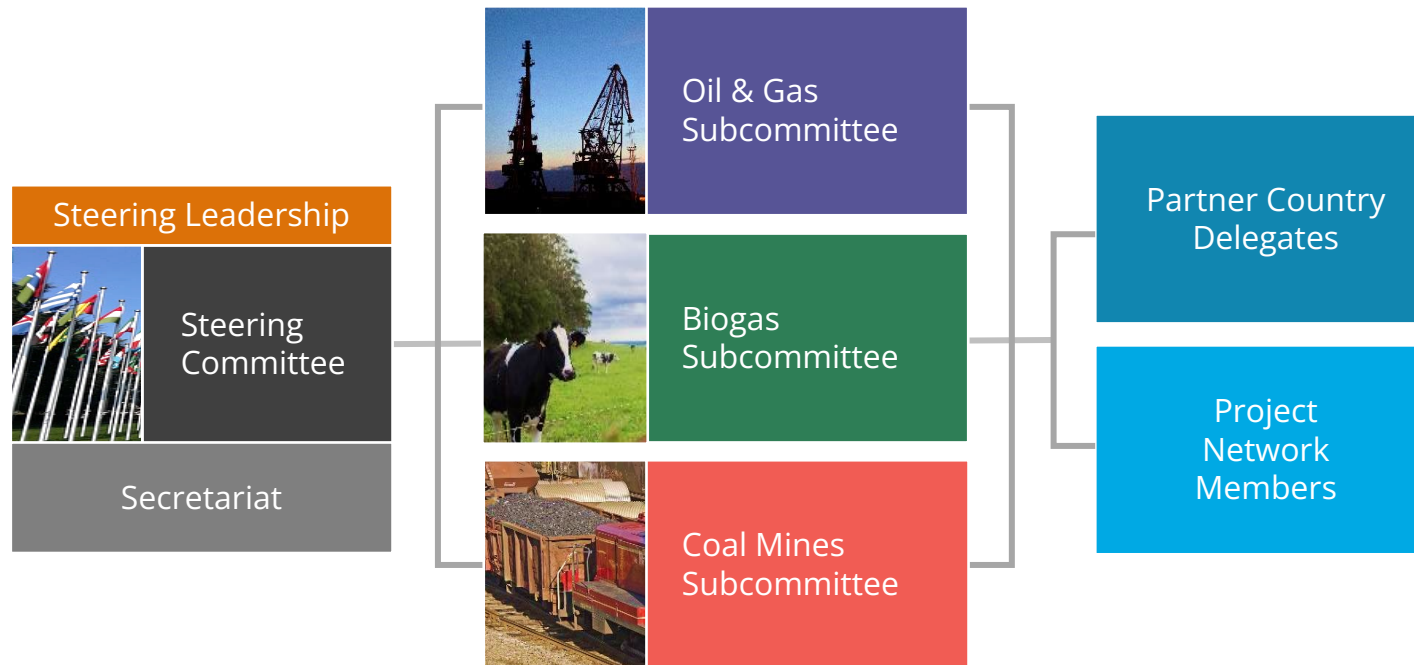 Steering Leadership
Steering
Committee
Secretariat
Oil & Gas
Subcommittee
Biogas
Subcommittee
Coal Mines
Subcommittee
Partner Country
Delegates
Project
Network
Members